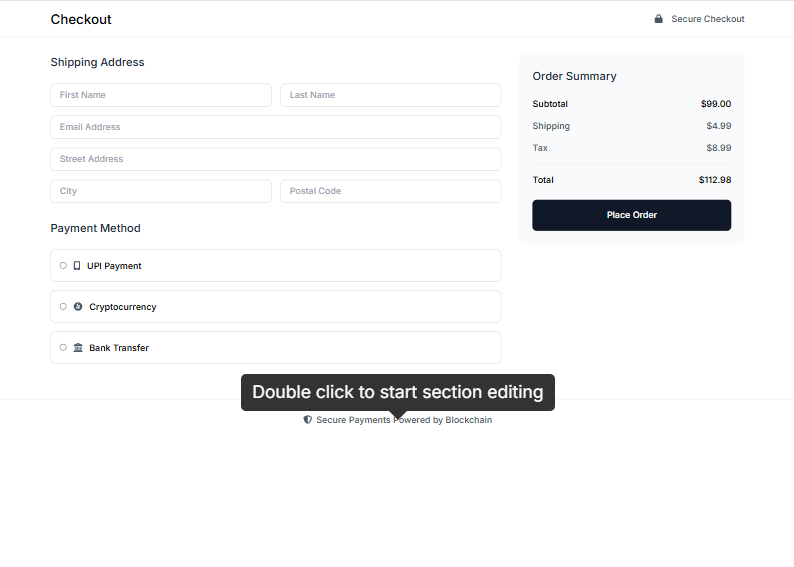 Checkout
Secure Checkout
Shipping Address
First Name
Last Name
Email Address
Street Address
City
Postal Code
Payment Method
UPI Payment
Cryptocurrency
Bank Transfer
Order Summary
Subtotal $99.00
Shipping $4.99
Tax $8.99
Total $112.98
Place Order
Double click to start section editing
Secure Payments Powered by Blockchain